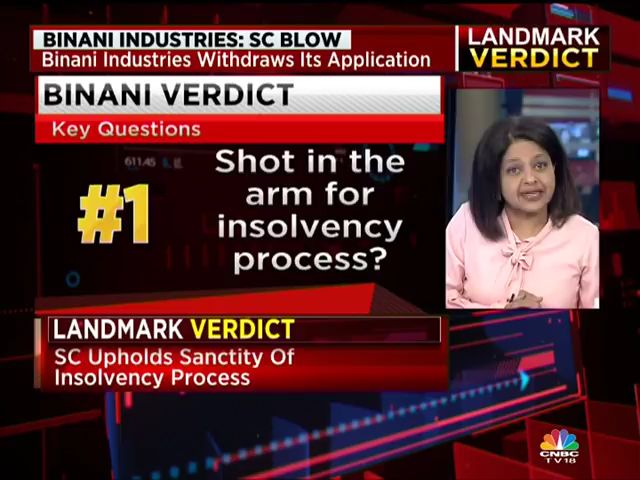 BINANI INDUSTRIES: SC BLOW
Binani Industries Withdraws Its Application
LANDMARK
VERDICT
BINANI VERDICT
Key Questions
611.45
#1
Shot in the
arm for
insolvency
process?
LANDMARK VERDICT
SC Upholds Sanctity Of
Insolvency Process
CNBC
TV18